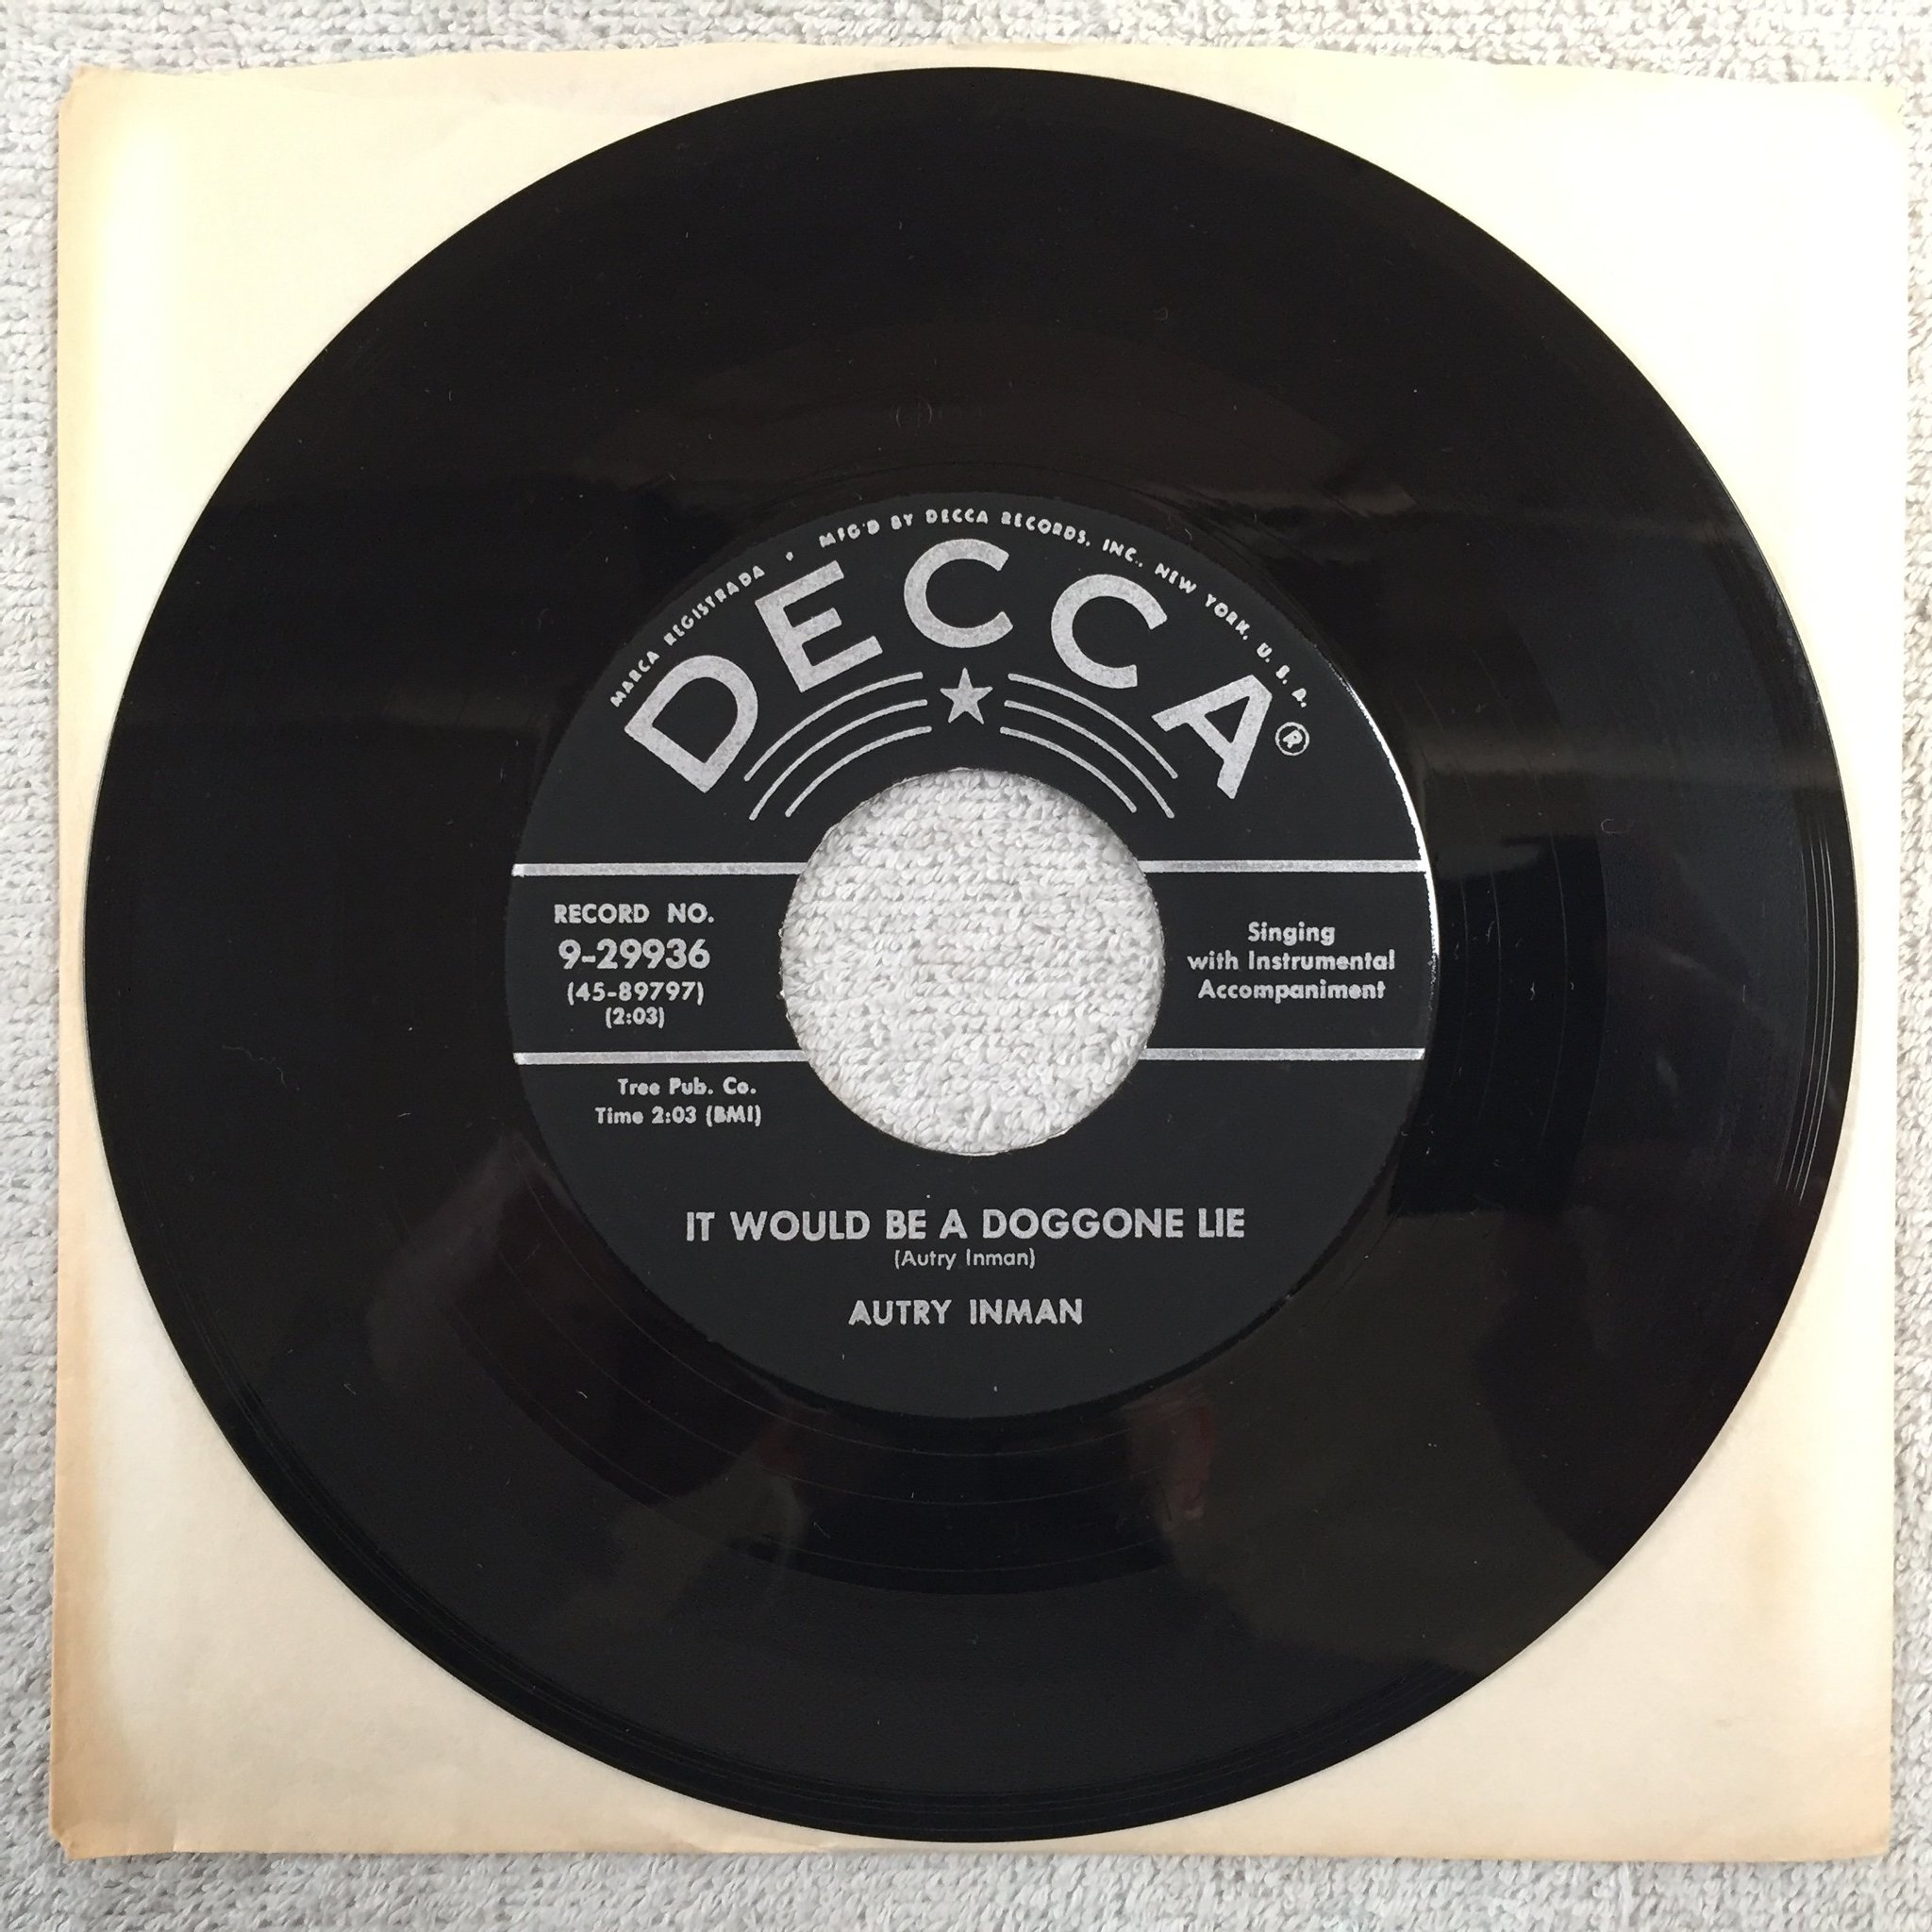 MARCA REGISTRADA • MFG'D BY DECCA RECORDS, INC., NEW YORK, U. S. A.
DECCA®
RECORD NO.
9-29936
(45-89797)
(2:03)
Singing
with Instrumental
Accompaniment
Tree Pub. Co.
Time 2:03 (BMI)
IT WOULD BE A DOGGONE LIE
(Autry Inman)
AUTRY INMAN